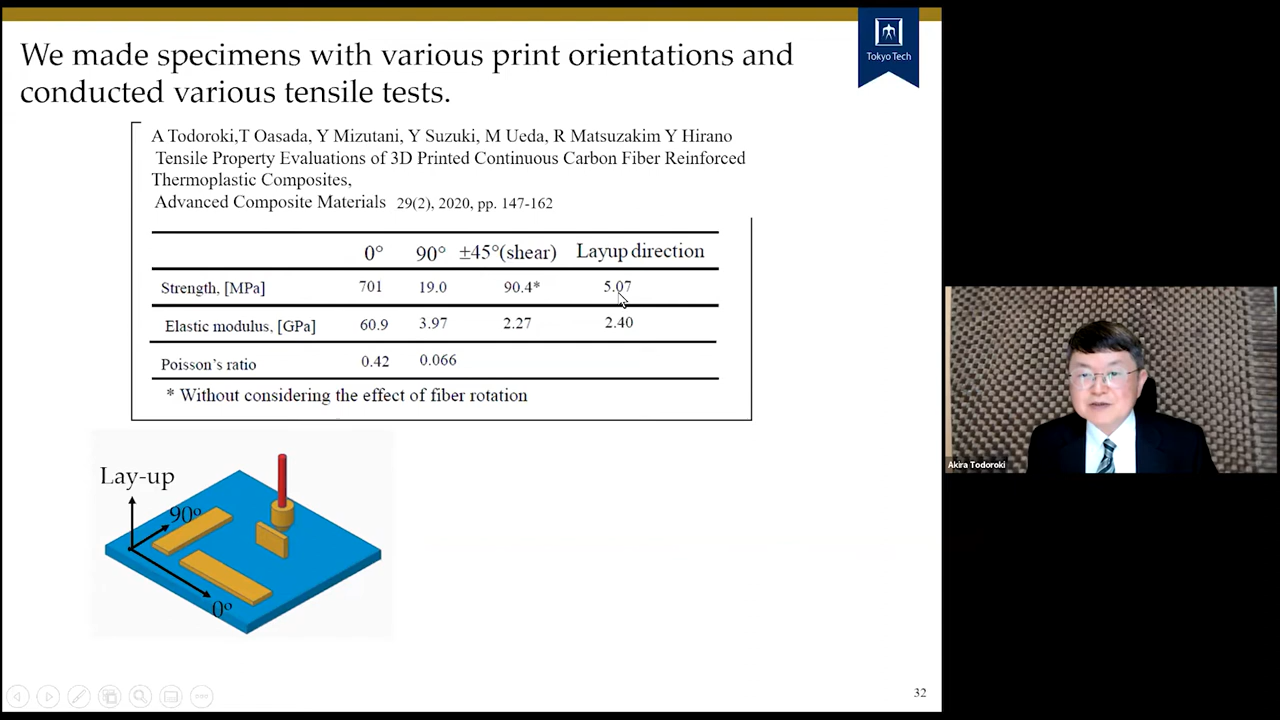 We made specimens with various print orientations and
conducted various tensile tests.
Tokyo Tech
A Todoroki,T Oasada, Y Mizutani, Y Suzuki, M Ueda, R Matsuzakim Y Hirano
Tensile Property Evaluations of 3D Printed Continuous Carbon Fiber Reinforced
Thermoplastic Composites,
Advanced Composite Materials 29(2), 2020, pp. 147-162
0° 90° ±45°(shear) Layup direction
Strength, [MPa] 701 19.0 90.4* 5.07
Elastic modulus, [GPa] 60.9 3.97 2.27 2.40
Poisson's ratio 0.42 0.066
* Without considering the effect of fiber rotation
Lay-up
90°
0°
32
Akira Todoroki